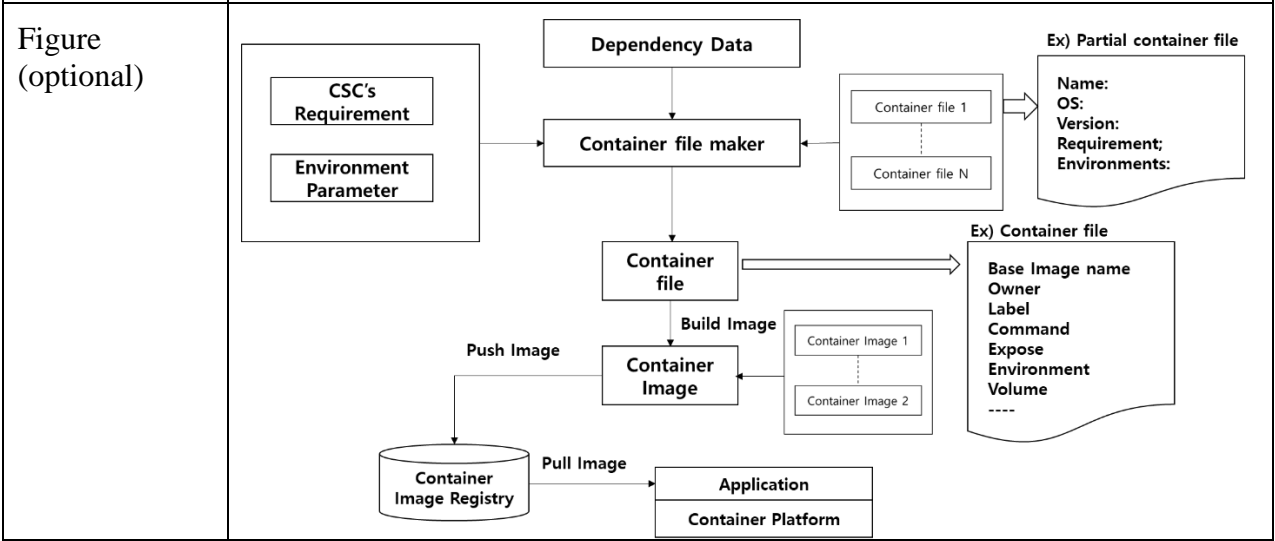 Figure
(optional)
Dependency Data
CSC's
Requirement
Environment
Parameter
Container file maker
Container file 1
Container file N
Ex) Partial container file
Name:
OS:
Version:
Requirement;
Environments:
Container
file
Ex) Container file
Base Image name
Owner
Label
Command
Expose
Environment
Volume
----
Build Image
Push Image
Container
Image
Container Image 1
Container Image 2
Container
Image Registry
Pull Image
Application
Container Platform